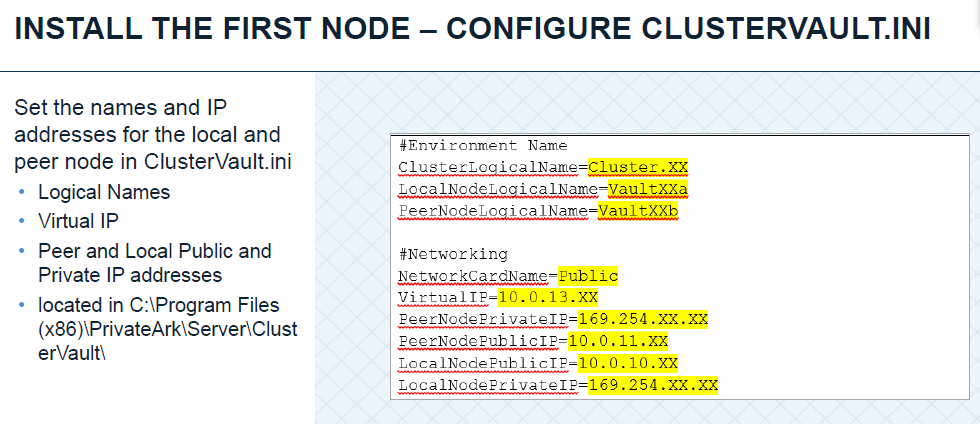 INSTALL THE FIRST NODE – CONFIGURE CLUSTERVAULT.INI
Set the names and IP
addresses for the local and
peer node in ClusterVault.ini
• Logical Names
• Virtual IP
• Peer and Local Public and
Private IP addresses
• located in C:\Program Files
(x86)\PrivateArk\Server\Clust
erVault\
#Environment Name
ClusterLogicalName=Cluster.XX
LocalNodeLogicalName=VaultXXa
PeerNodeLogicalName=VaultXXb
#Networking
NetworkCardName=Public
VirtualIP=10.0.13.XX
PeerNodePrivateIP=169.254.XX.XX
PeerNodePublicIP=10.0.11.XX
LocalNodePublicIP=10.0.10.XX
LocalNodePrivateIP=169.254.XX.XX